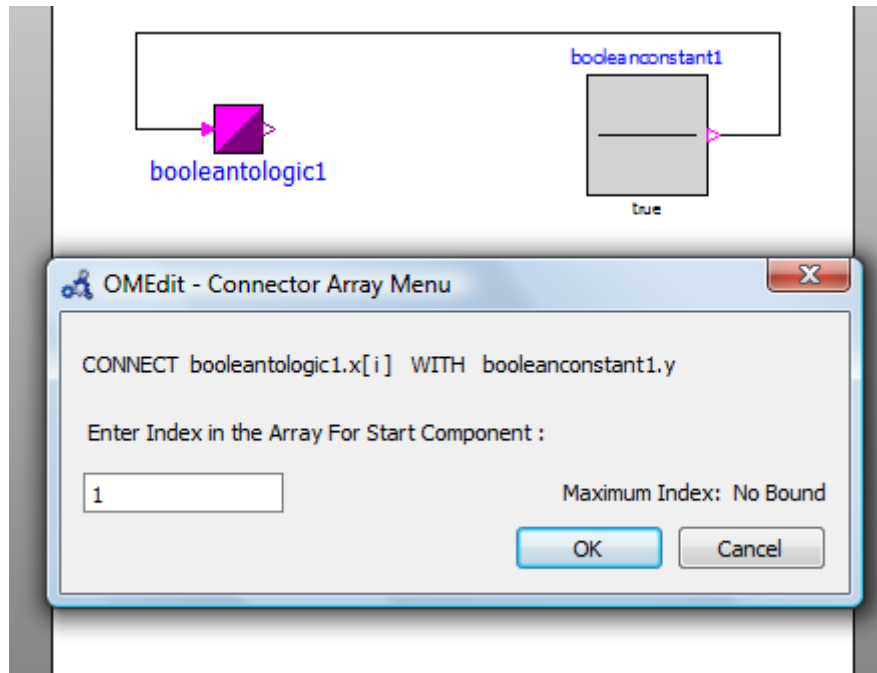 booleanconstant1
booleantologic1
true
OMEdit - Connector Array Menu
CONNECT booleantologic1.x[i] WITH booleanconstant1.y
Enter Index in the Array For Start Component :
1
Maximum Index: No Bound
OK
Cancel